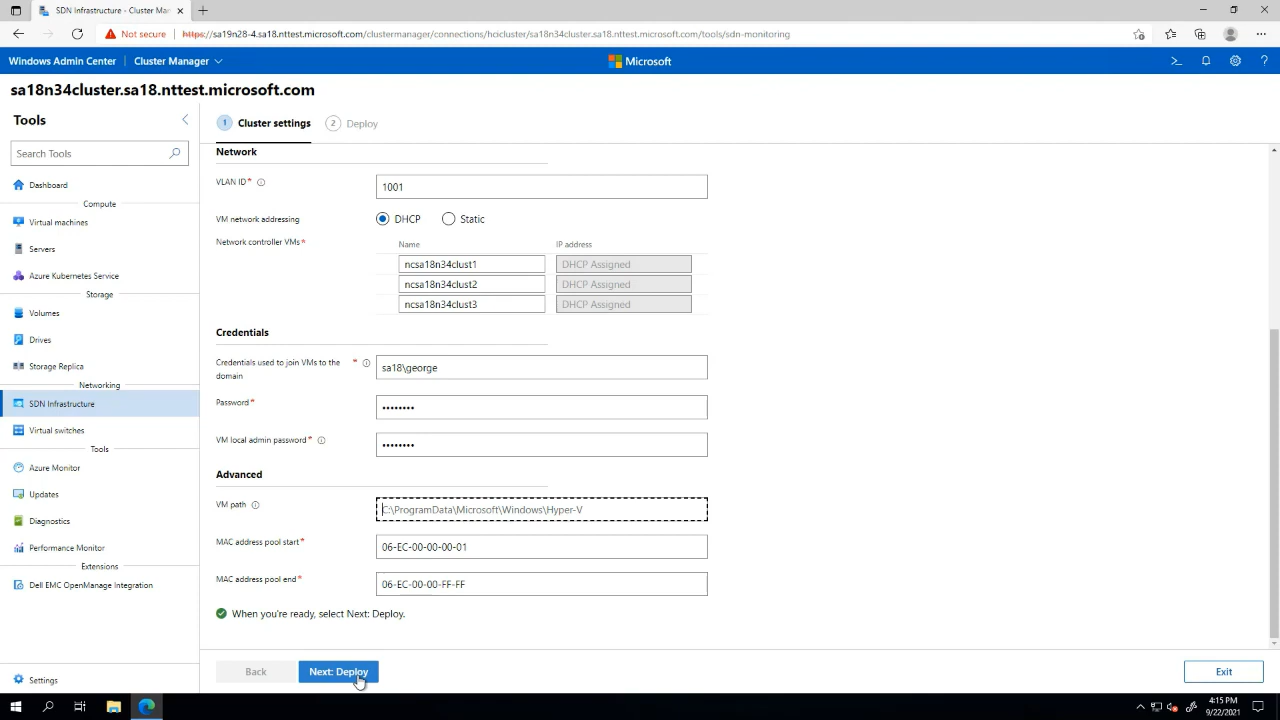 SDN Infrastructure - Cluster Ma
Not secure
https://sa19n28-4.sa18.nttest.microsoft.com/clustermanager/connections/hcicluster/sa18n34cluster.sa18.nttest.microsoft.com/tools/sdn-monitoring
Windows Admin Center
Cluster Manager
Microsoft
sa18n34cluster.sa18.nttest.microsoft.com
Tools
Search Tools
Dashboard
Compute
Virtual machines
Servers
Azure Kubernetes Service
Storage
Volumes
Drives
Storage Replica
Networking
SDN Infrastructure
Virtual switches
Tools
Azure Monitor
Updates
Diagnostics
Performance Monitor
Extensions
Dell EMC OpenManage Integration
Settings
1 Cluster settings
2 Deploy
Network
VLAN ID*
1001
VM network addressing
DHCP
Static
Network controller VMs*
Name IP address
ncsa18n34clust1 DHCP Assigned
ncsa18n34clust2 DHCP Assigned
ncsa18n34clust3 DHCP Assigned
Credentials
Credentials used to join VMs to the *
domain
sa18\george
Password*
••••••••
VM local admin password*
••••••••
Advanced
VM path
C:\ProgramData\Microsoft\Windows\Hyper-V
MAC address pool start*
06-EC-00-00-00-01
MAC address pool end*
06-EC-00-00-FF-FF
When you're ready, select Next: Deploy.
Back
Next: Deploy
Exit
4:15 PM
9/22/2021